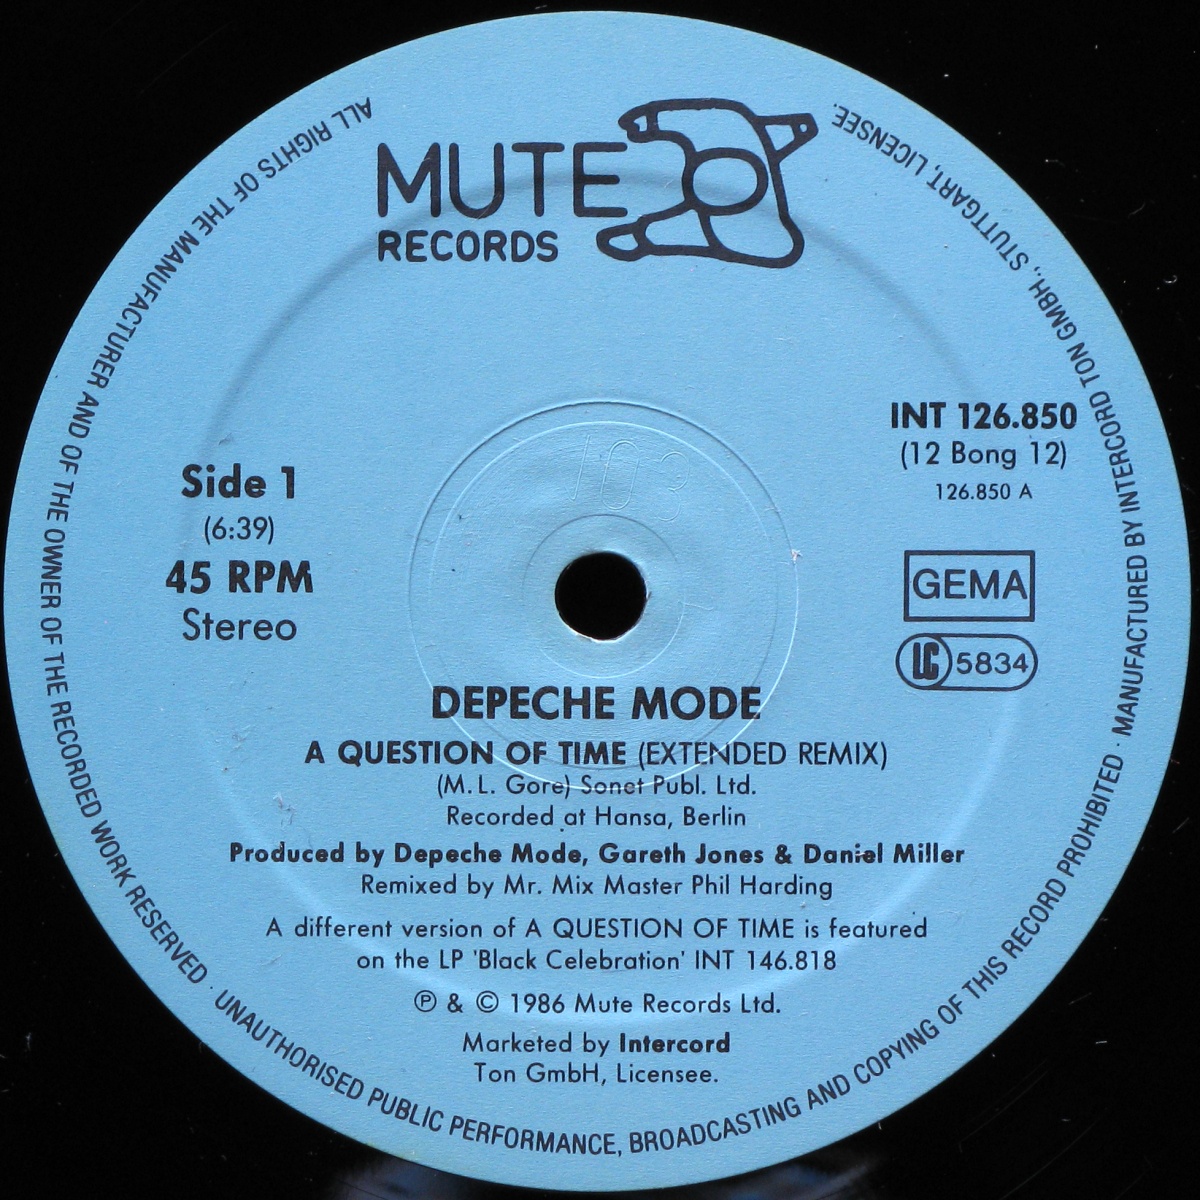 MUTE
RECORDS
INT 126.850
(12 Bong 12)
126.850 A
Side 1
(6:39)
45 RPM
Stereo
GEMA
LC 5834
103
DEPECHE MODE
A QUESTION OF TIME (EXTENDED REMIX)
(M.L. Gore) Sonet Publ. Ltd.
Recorded at Hansa, Berlin
Produced by Depeche Mode, Gareth Jones & Daniel Miller
Remixed by Mr. Mix Master Phil Harding
A different version of A QUESTION OF TIME is featured
on the LP 'Black Celebration' INT 146.818
℗ & © 1986 Mute Records Ltd.
Marketed by Intercord
Ton GmbH, Licensee.
ALL RIGHTS OF THE MANUFACTURER AND OF THE OWNER OF THE RECORDED WORK RESERVED · UNAUTHORISED PUBLIC PERFORMANCE, BROADCASTING AND COPYING OF THIS RECORD PROHIBITED · MANUFACTURED BY INTERCORD TON GMBH., STUTTGART, LICENSEE.